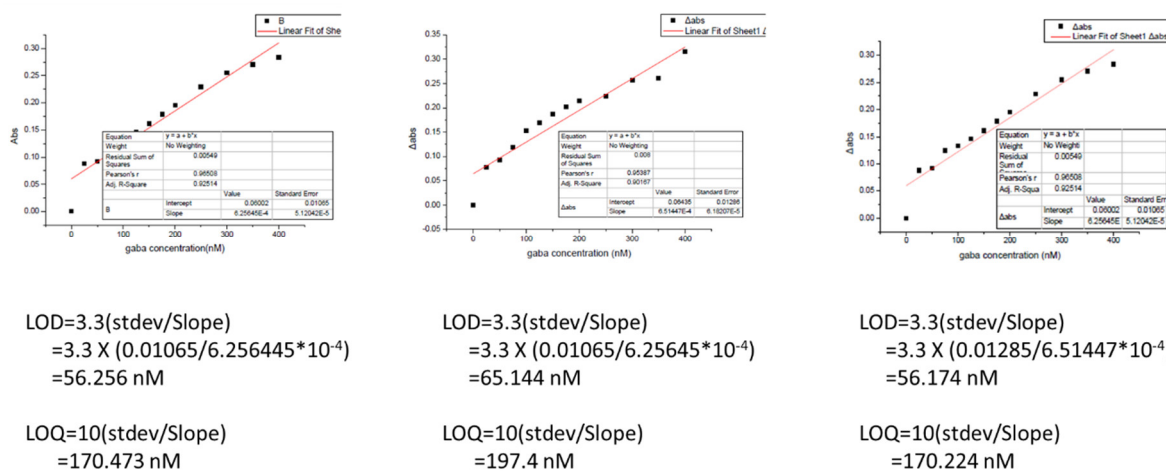 B
Linear Fit of She
Abs
0.30
0.25
0.20
0.15
0.10
0.05
0.00
Equation y = a + b*x
Weight No Weighting
Residual Sum of Squares 0.00549
Pearson's r 0.96508
Adj. R-Square 0.92514
Value Standard Error
B Intercept 0.06002 0.01065
Slope 6.25645E-4 5.12042E-5
0 100 200 300 400
gaba concentration(nM)
LOD=3.3(stdev/Slope)
=3.3 X (0.01065/6.256445*10-4)
=56.256 nM
LOQ=10(stdev/Slope)
=170.473 nM
Δabs
Linear Fit of Sheet1 Δ
Δabs
0.35
0.30
0.25
0.20
0.15
0.10
0.05
0.00
-0.05
Equation y = a + b*x
Weight No Weighting
Residual Sum of Squares 0.008
Pearson's r 0.95387
Adj. R-Square 0.90167
Value Standard Error
Δabs Intercept 0.06435 0.01286
Slope 6.51447E-4 6.18207E-5
0 100 200 300 400
gaba concentration (nM)
LOD=3.3(stdev/Slope)
=3.3 X (0.01065/6.25645*10-4)
=65.144 nM
LOQ=10(stdev/Slope)
=197.4 nM
Δabs
Linear Fit of Sheet1 Δabs
Δabs
0.30
0.25
0.20
0.15
0.10
0.05
0.00
Equation y = a + b*x
Weight No Weighti
Residual Sum of 0.00549
Pearson's r 0.96508
Adj. R-Squa 0.92514
Value Standard Err
Δabs Intercept 0.06002 0.01065
Slope 6.25645E 5.12042E-5
0 100 200 300 400
gaba concentration (nM)
LOD=3.3(stdev/Slope)
=3.3 X (0.01285/6.51447*10-4
=56.174 nM
LOQ=10(stdev/Slope)
=170.224 nM